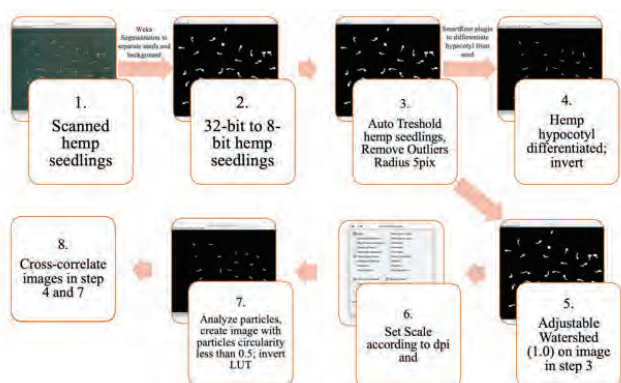 Weka
Segmentation to
separate seeds and
background
SmartRoot plugin
to differentiate
hypocotyl from
seed
1.
Scanned
hemp
seedlings
2.
32-bit to 8-
bit hemp
seedlings
3.
Auto Treshold
hemp seedlings,
Remove Outliers
Radius 5pix
4.
Hemp
hypocotyl
differentiated;
invert
8.
Cross-correlate
images in step
4 and 7
7.
Analyze particles,
create image with
particles circularity
less than 0.5; invert
LUT
6.
Set Scale
according to dpi
and
5.
Adjustable
Watershed
(1.0) on image
in step 3